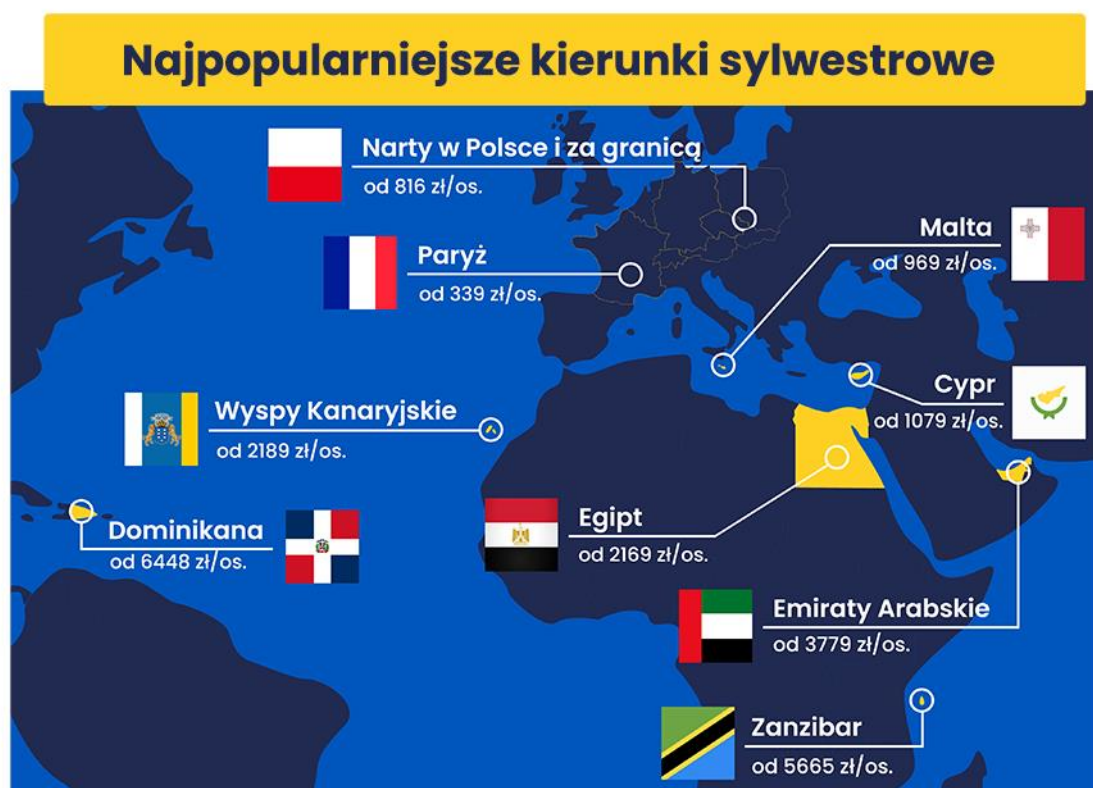 Najpopularniejsze kierunki sylwestrowe
Narty w Polsce i za granicą
od 816 zł/os.
Malta
od 969 zł/os.
Paryż
od 339 zł/os.
Cypr
od 1079 zł/os.
Wyspy Kanaryjskie
od 2189 zł/os.
Egipt
od 2169 zł/os.
Dominikana
od 6448 zł/os.
Emiraty Arabskie
od 3779 zł/os.
Zanzibar
od 5665 zł/os.